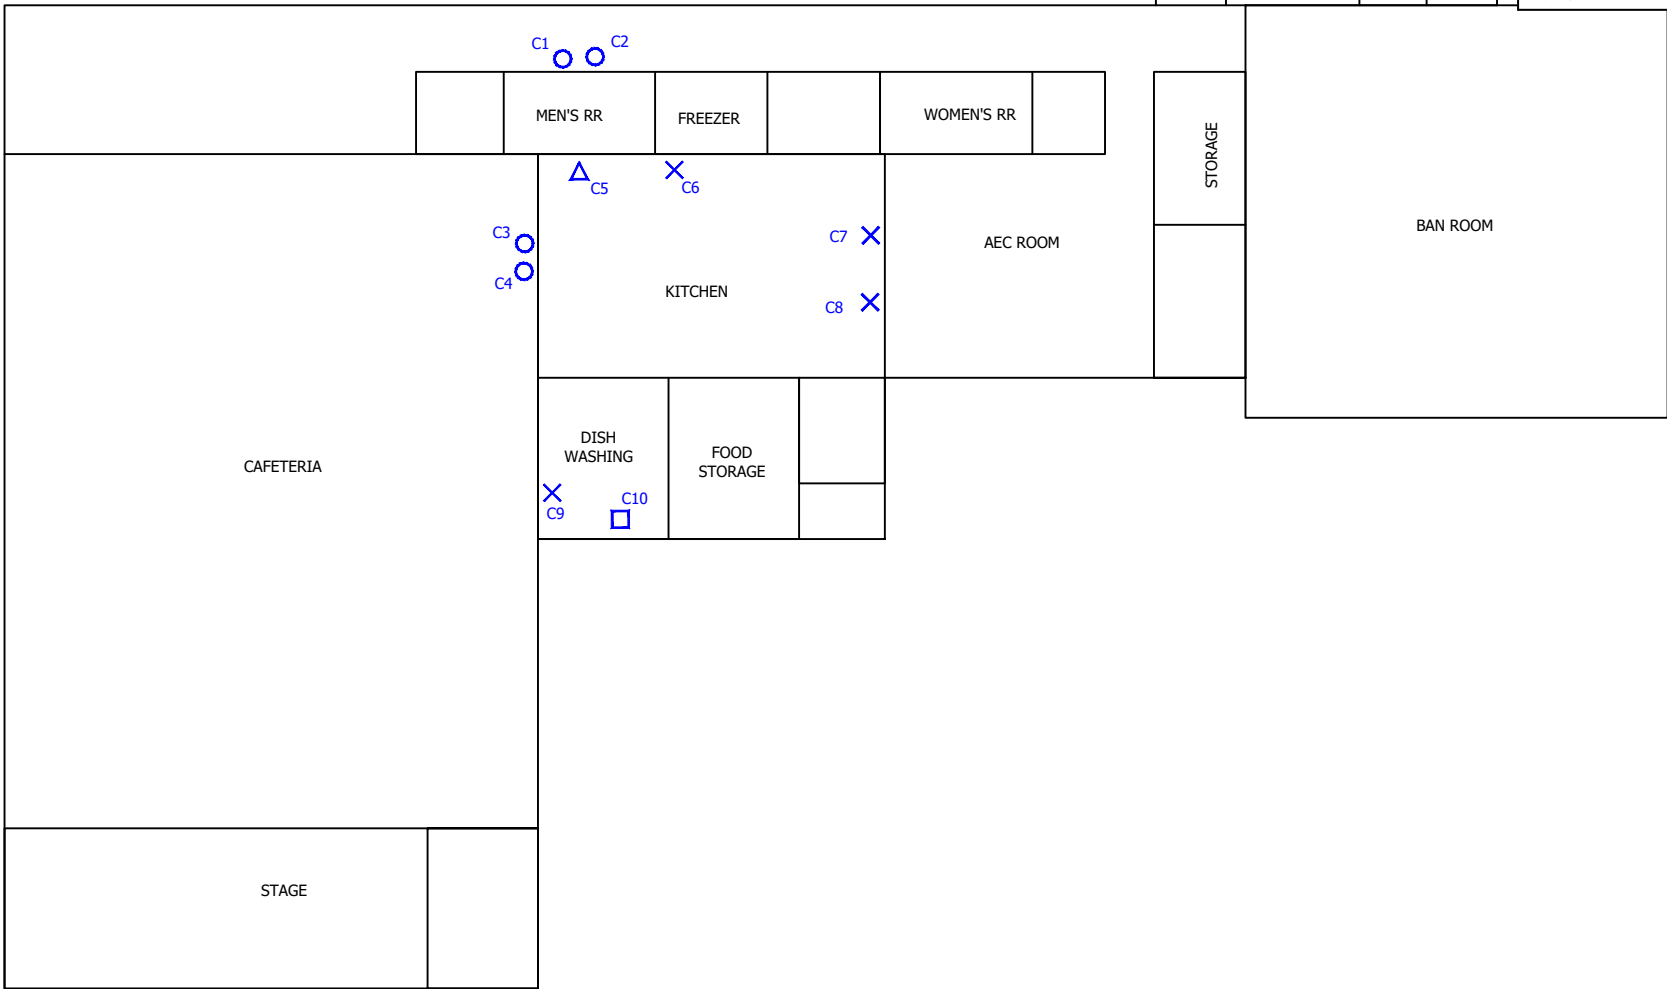 C1
C2
MEN'S RR
FREEZER
WOMEN'S RR
STORAGE
C5
C6
C3
C7
AEC ROOM
BAN ROOM
C4
KITCHEN
C8
DISH
WASHING
FOOD
STORAGE
CAFETERIA
C10
C9
STAGE